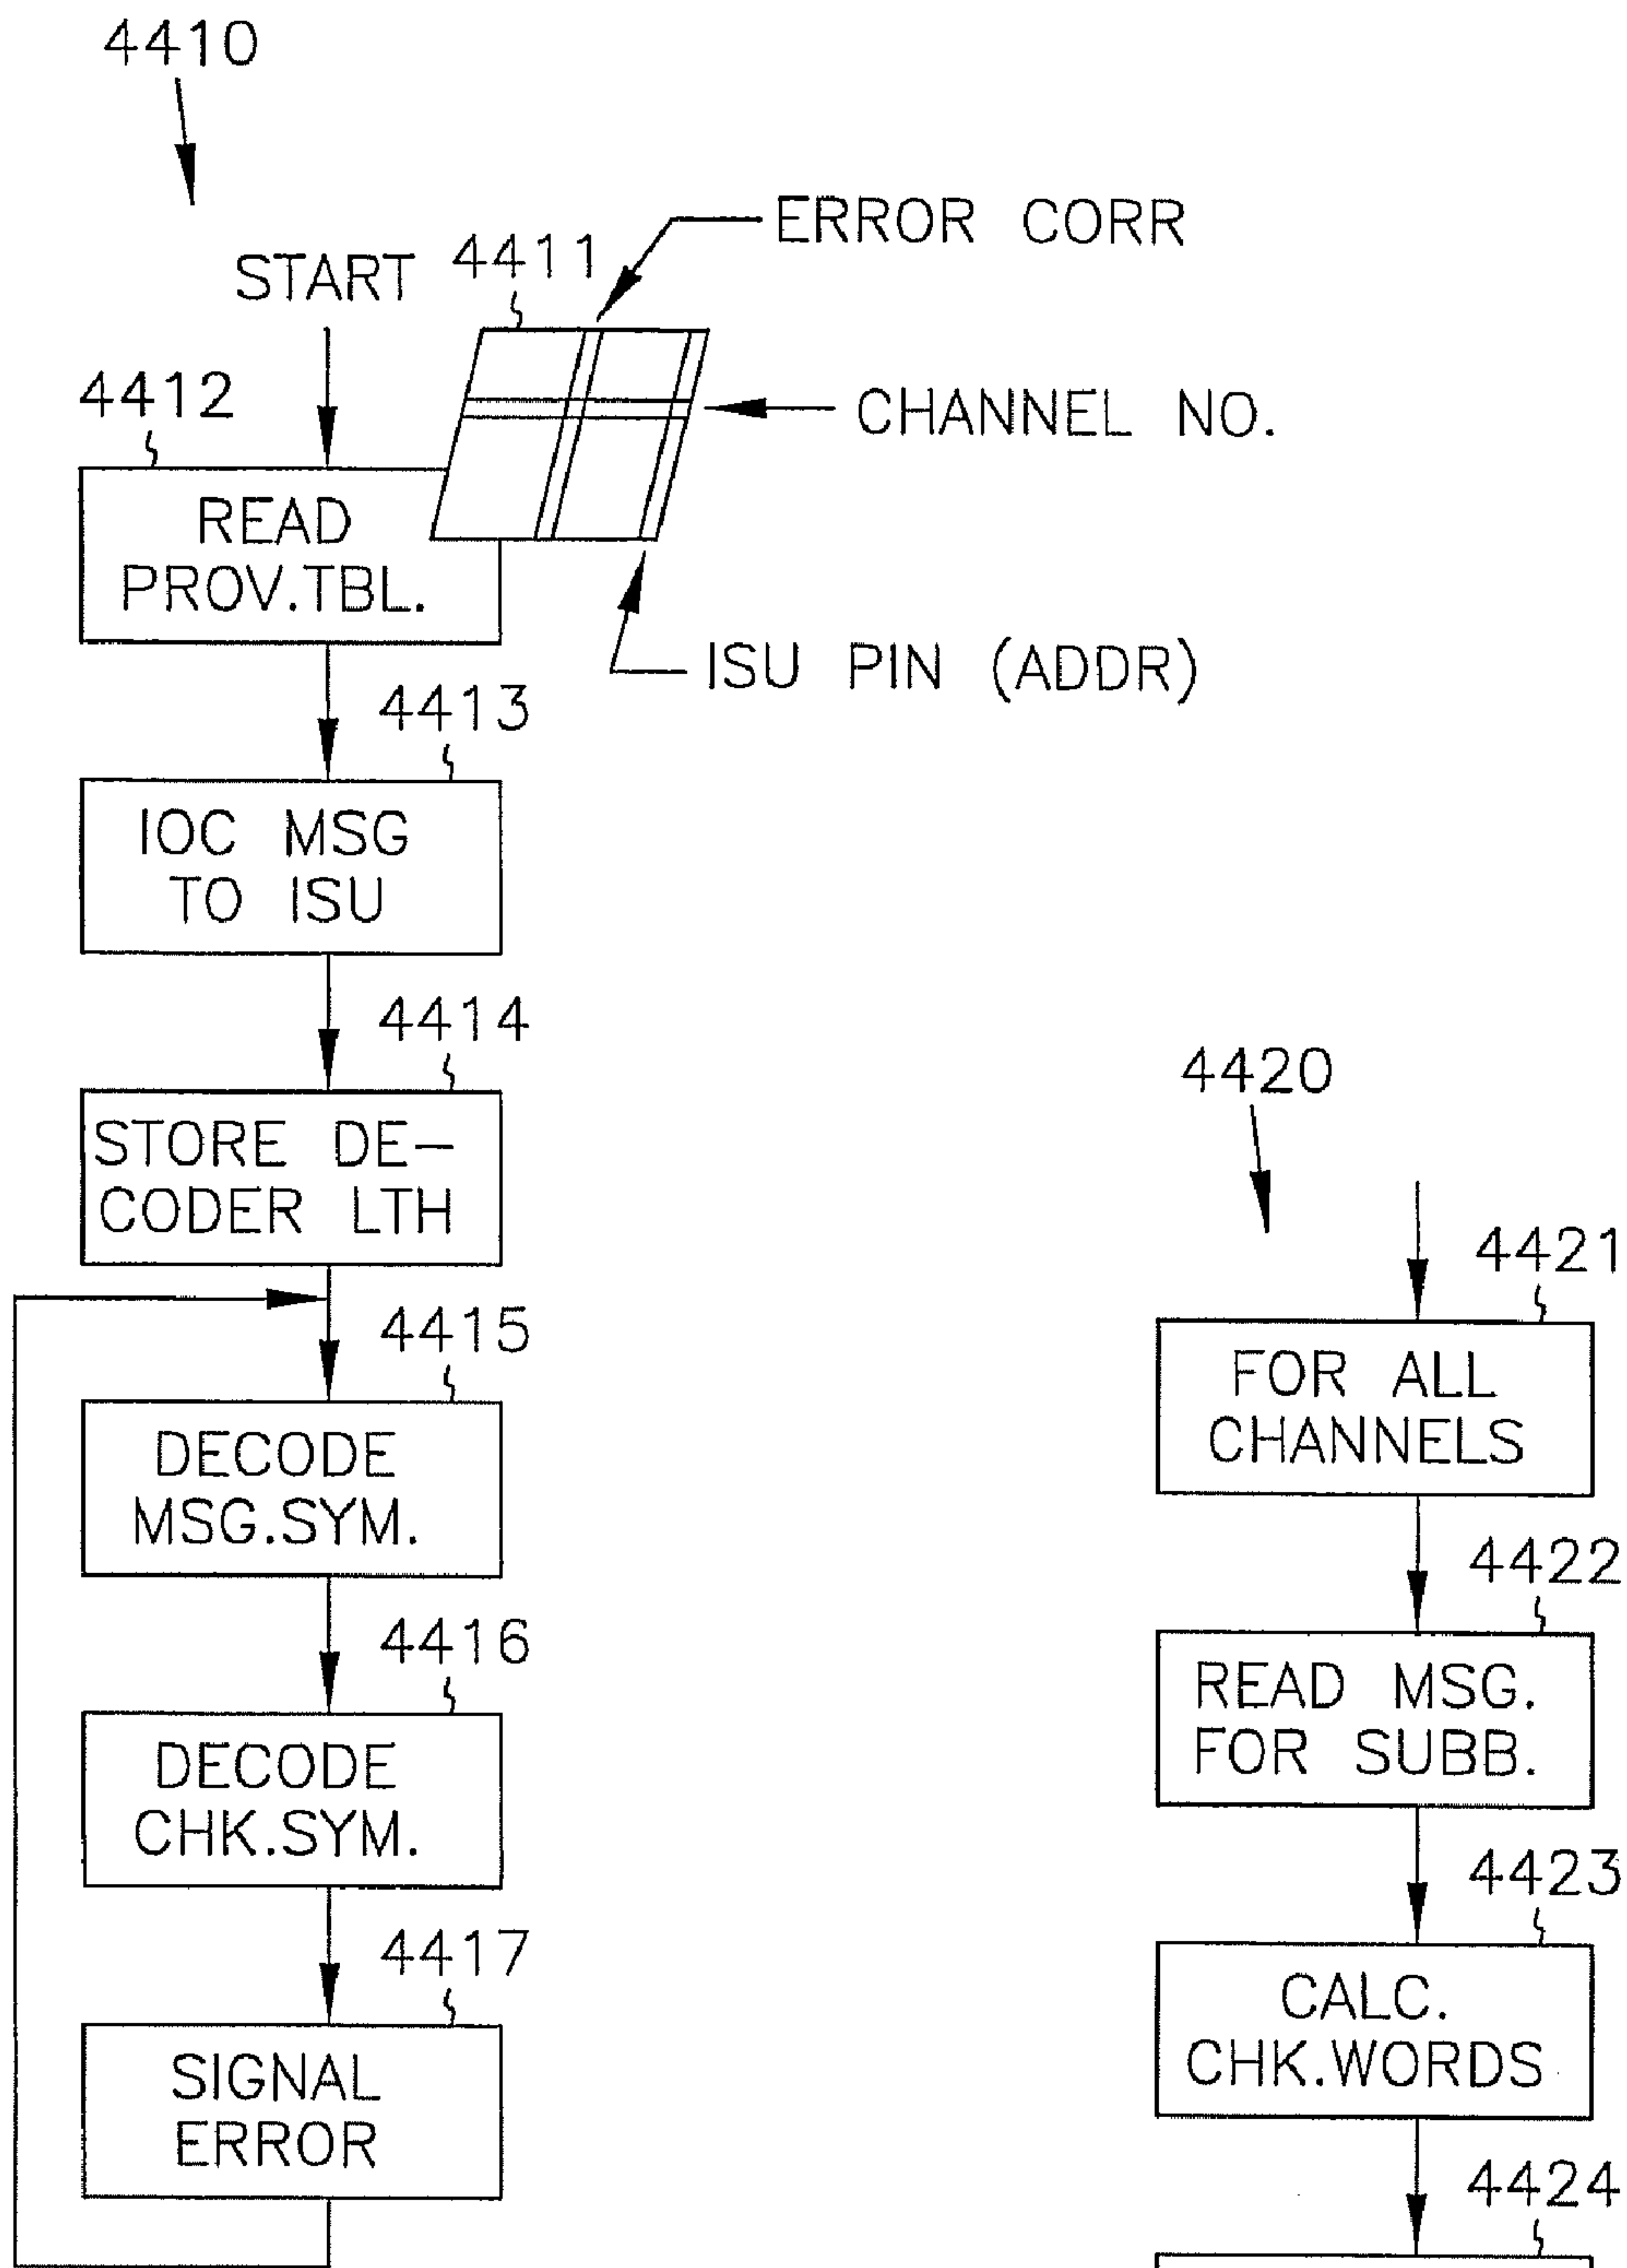 4410
ERROR CORR
START
4411
CHANNEL NO.
4412
READ
PROV.TBL.
ISU PIN (ADDR)
4413
IOC MSG
TO ISU
4414
STORE DE-
CODER LTH
4415
DECODE
MSG.SYM.
4416
DECODE
CHK.SYM.
4417
SIGNAL
ERROR
4420
4421
FOR ALL
CHANNELS
4422
READ MSG.
FOR SUBB.
4423
CALC.
CHK.WORDS
4424